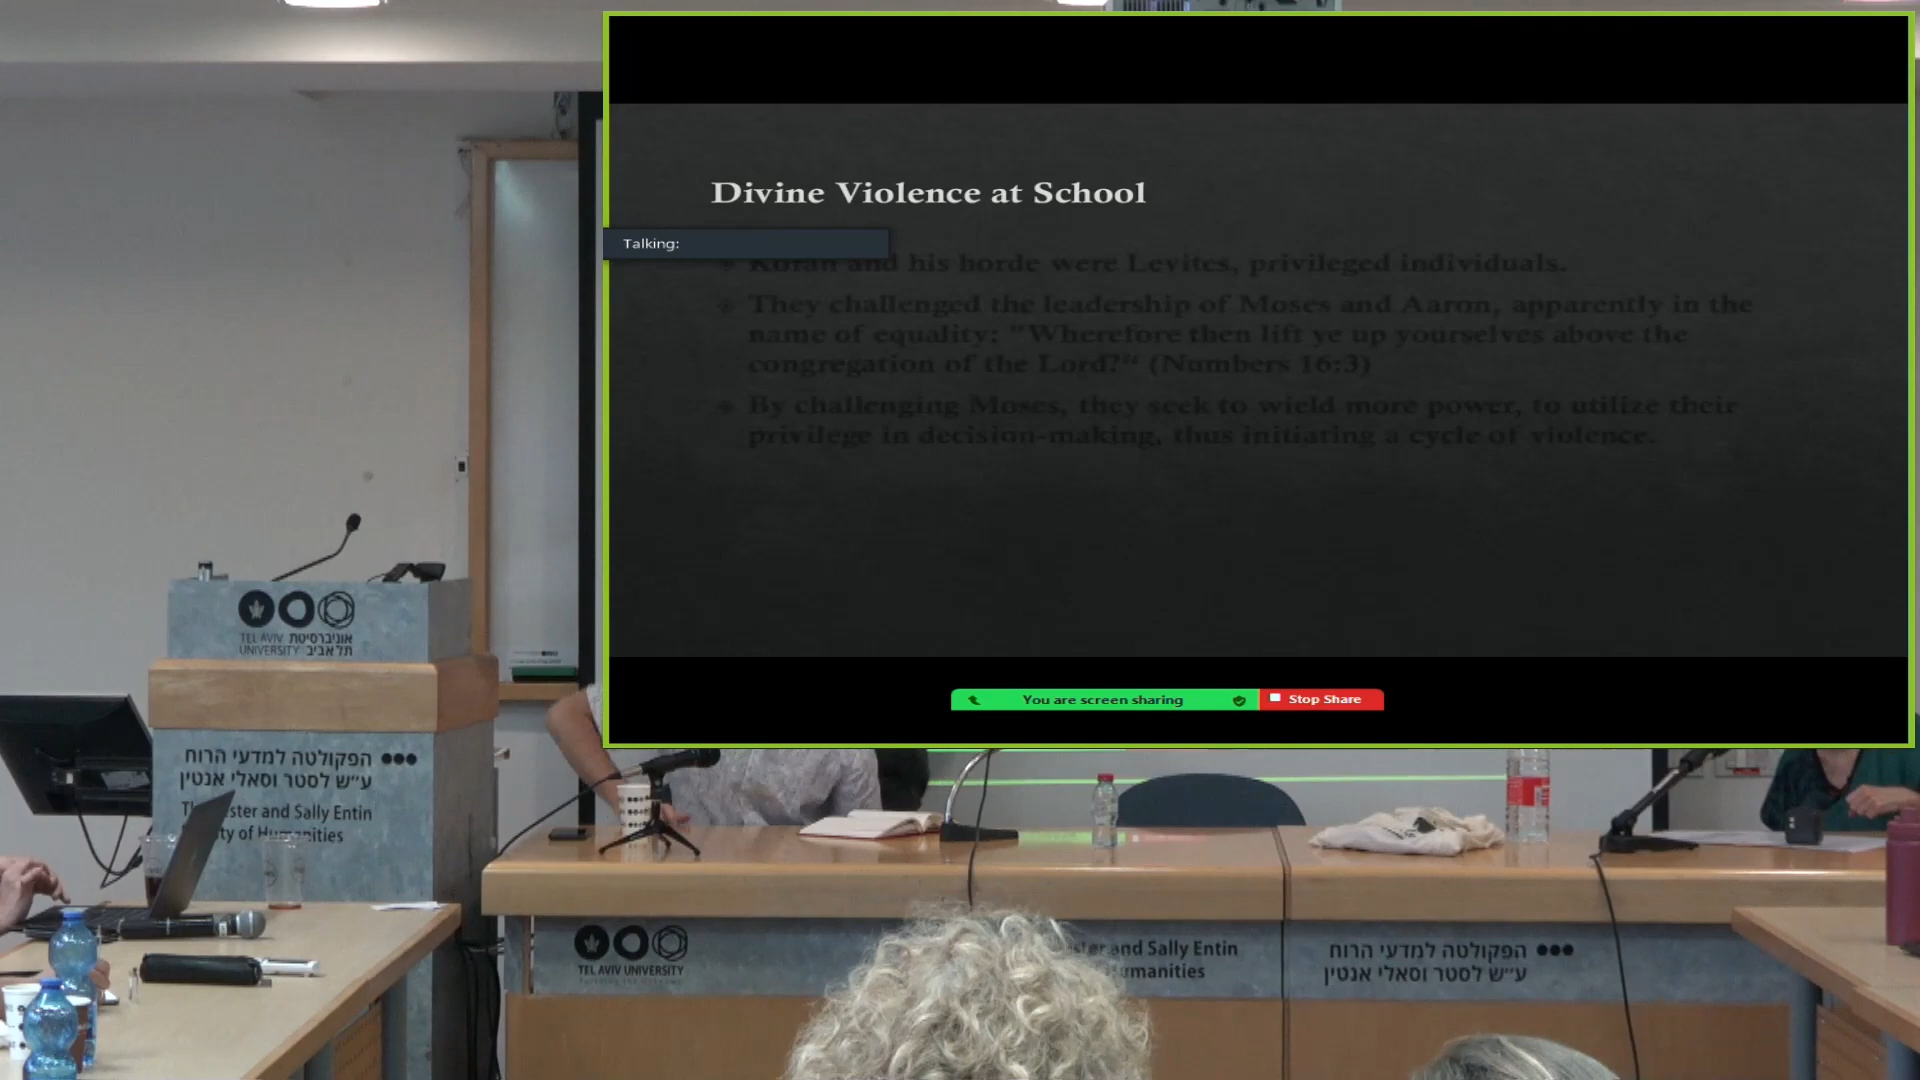 Divine Violence at School
Talking:
Korah and his horde were Levites, privileged individuals.
They challenged the leadership of Moses and Aaron, apparently in the
name of equality: "Wherefore then lift ye up yourselves above the
congregation of the Lord?" (Numbers 16:3)
By challenging Moses, they seek to wield more power, to utilize their
privilege in decision-making, thus initiating a cycle of violence.
You are screen sharing
Stop Share
TEL AVIV אוניברסיטת
UNIVERSITY תל אביב
הפקולטה למדעי הרוח
ע״ש לסטר וסאלי אנטין
ster and Sally Entin
ty of Humanities
TEL AVIV UNIVERSITY
ster and Sally Entin
umanities
הפקולטה למדעי הרוח
ע״ש לסטר וסאלי אנטין